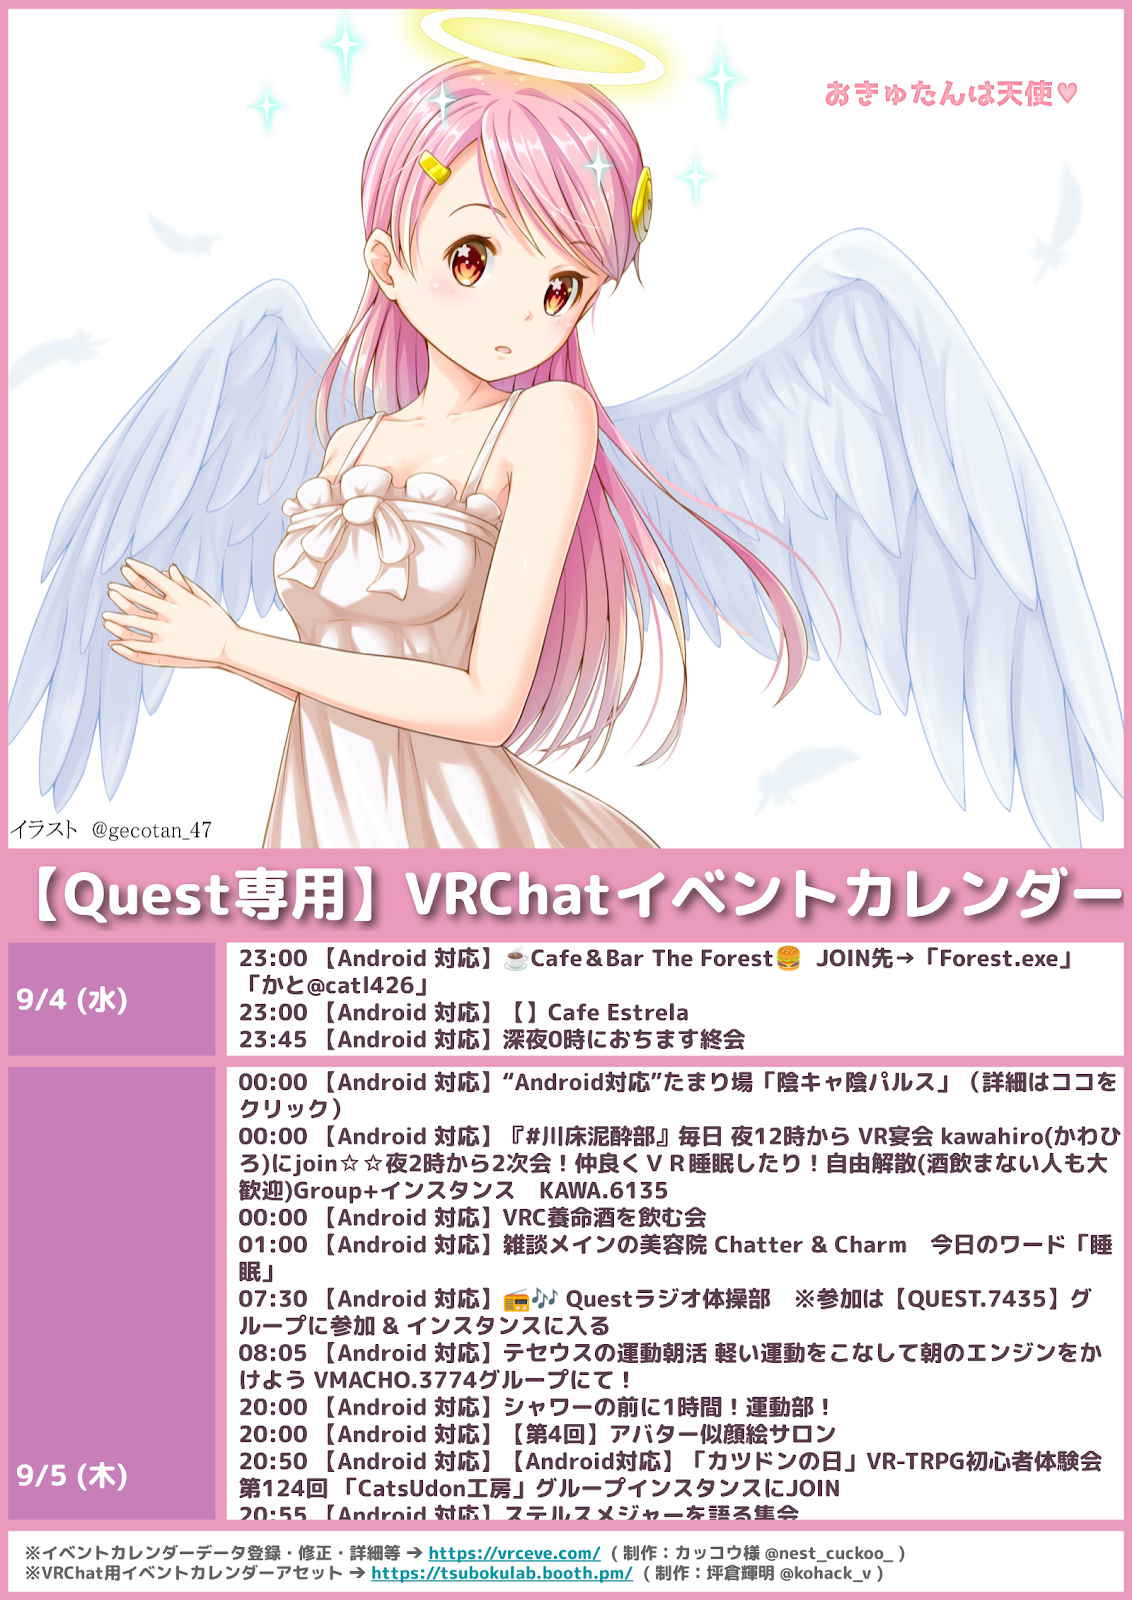 おきゅたんは天使♥
イラスト @gecotan_47
【Quest専用】VRChatイベントカレンダー
9/4 (水)
23:00 【Android 対応】☕Cafe＆Bar The Forest🍔 JOIN先→「Forest.exe」
「かと@catl426」
23:00 【Android 対応】【】Cafe Estrela
23:45 【Android 対応】深夜0時におちます終会
9/5 (木)
00:00 【Android 対応】“Android対応”たまり場「陰キャ陰パルス」（詳細はココを
クリック）
00:00 【Android 対応】『#川床泥酔部』毎日 夜12時から VR宴会 kawahiro(かわひ
ろ)にjoin☆☆夜2時から2次会！仲良くＶＲ睡眠したり！自由解散(酒飲まない人も大
歓迎)Group+インスタンス　KAWA.6135
00:00 【Android 対応】VRC養命酒を飲む会
01:00 【Android 対応】雑談メインの美容院 Chatter & Charm　今日のワード「睡
眠」
07:30 【Android 対応】📻🎶 Questラジオ体操部　※参加は【QUEST.7435】グ
ループに参加 & インスタンスに入る
08:05 【Android 対応】テセウスの運動朝活 軽い運動をこなして朝のエンジンをか
けよう VMACHO.3774グループにて！
20:00 【Android 対応】シャワーの前に1時間！運動部！
20:00 【Android 対応】【第4回】アバター似顔絵サロン
20:50 【Android 対応】【Android対応】「カツドンの日」VR-TRPG初心者体験会
第124回 「CatsUdon工房」グループインスタンスにJOIN
20:55 【Android 対応】ステルスメジャーを語る集会
※イベントカレンダーデータ登録・修正・詳細等 → https://vrceve.com/ ( 制作：カッコウ様 @nest_cuckoo_ )
※VRChat用イベントカレンダーアセット → https://tsubokulab.booth.pm/ ( 制作：坪倉輝明 @kohack_v )